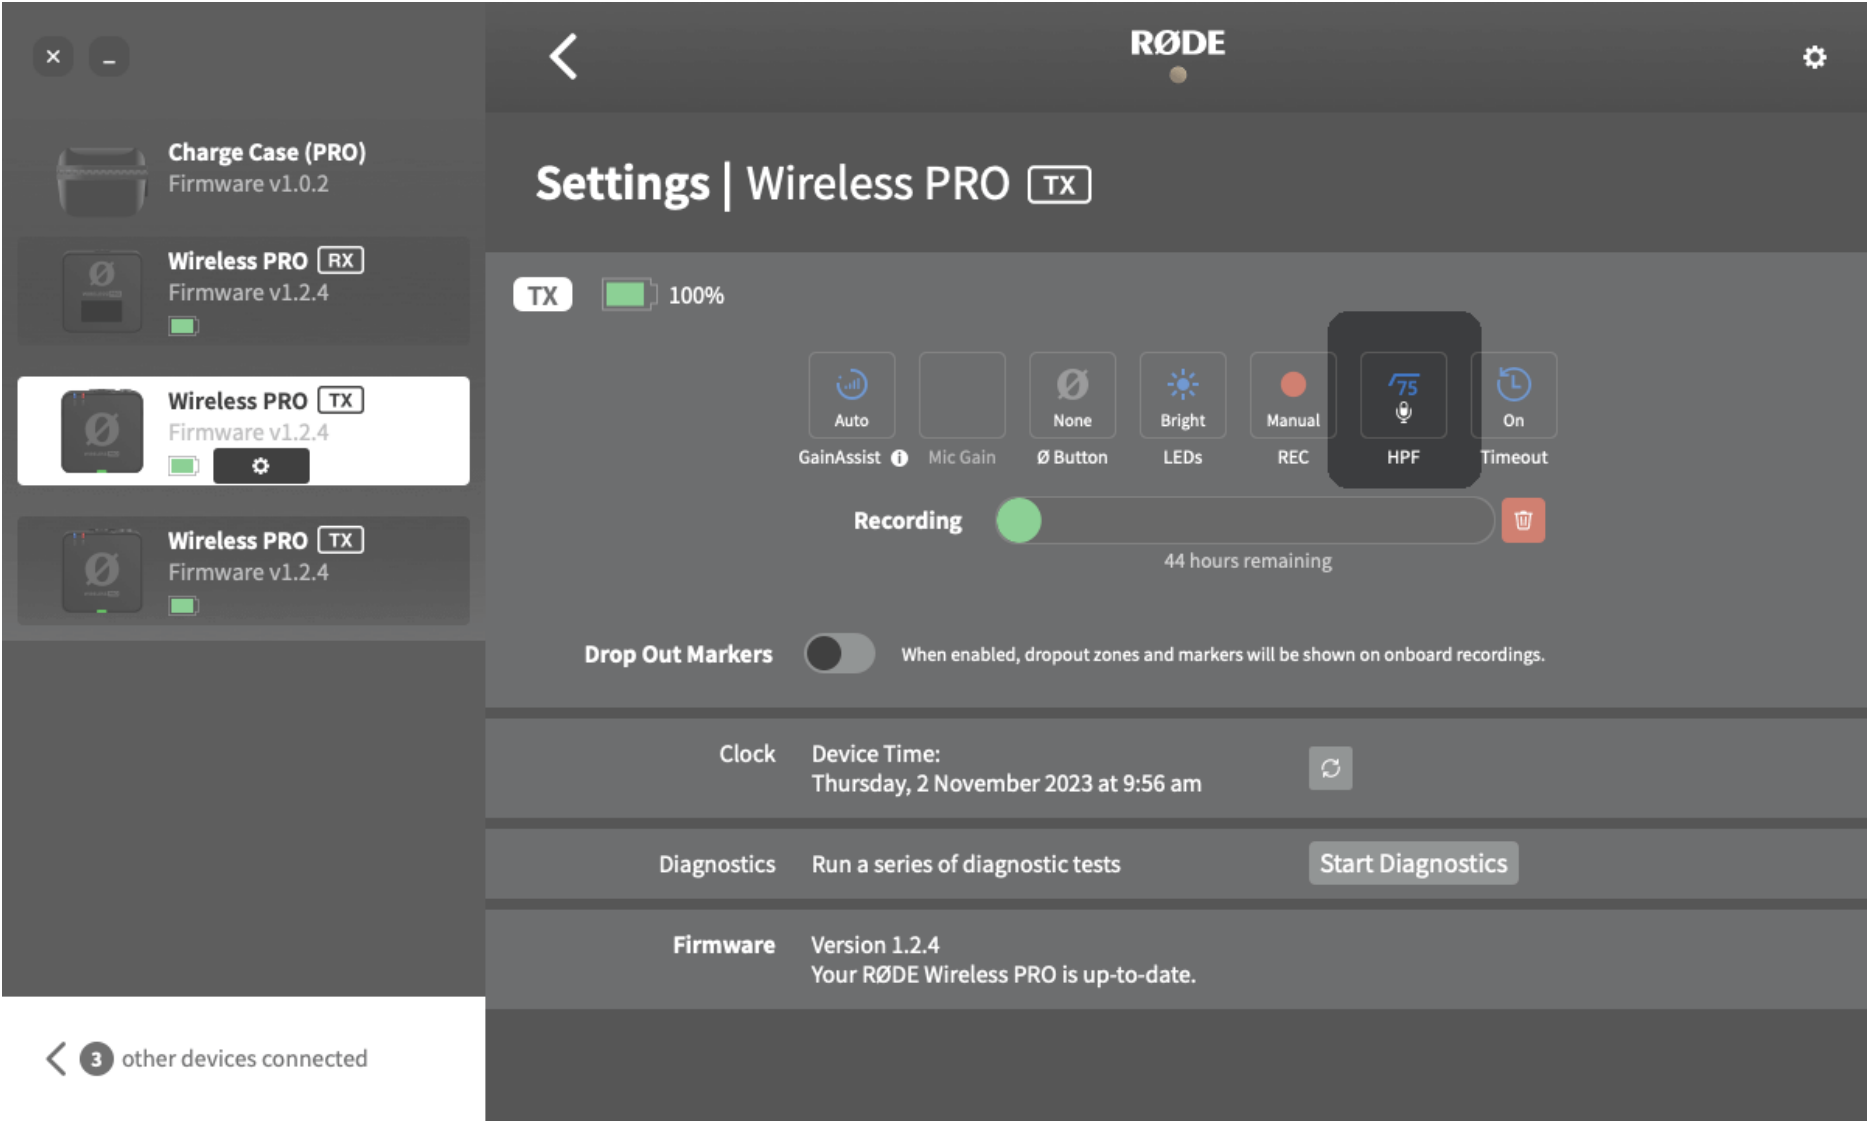 RØDE
Charge Case (PRO)
Firmware v1.0.2
Wireless PRO RX
Firmware v1.2.4
Wireless PRO TX
Firmware v1.2.4
Wireless PRO TX
Firmware v1.2.4
3 other devices connected
Settings | Wireless PRO TX
TX 100%
Auto None Bright Manual 75 On
GainAssist i Mic Gain Ø Button LEDs REC HPF Timeout
Recording
44 hours remaining
Drop Out Markers When enabled, dropout zones and markers will be shown on onboard recordings.
Clock Device Time:
Thursday, 2 November 2023 at 9:56 am
Diagnostics Run a series of diagnostic tests Start Diagnostics
Firmware Version 1.2.4
Your RØDE Wireless PRO is up-to-date.